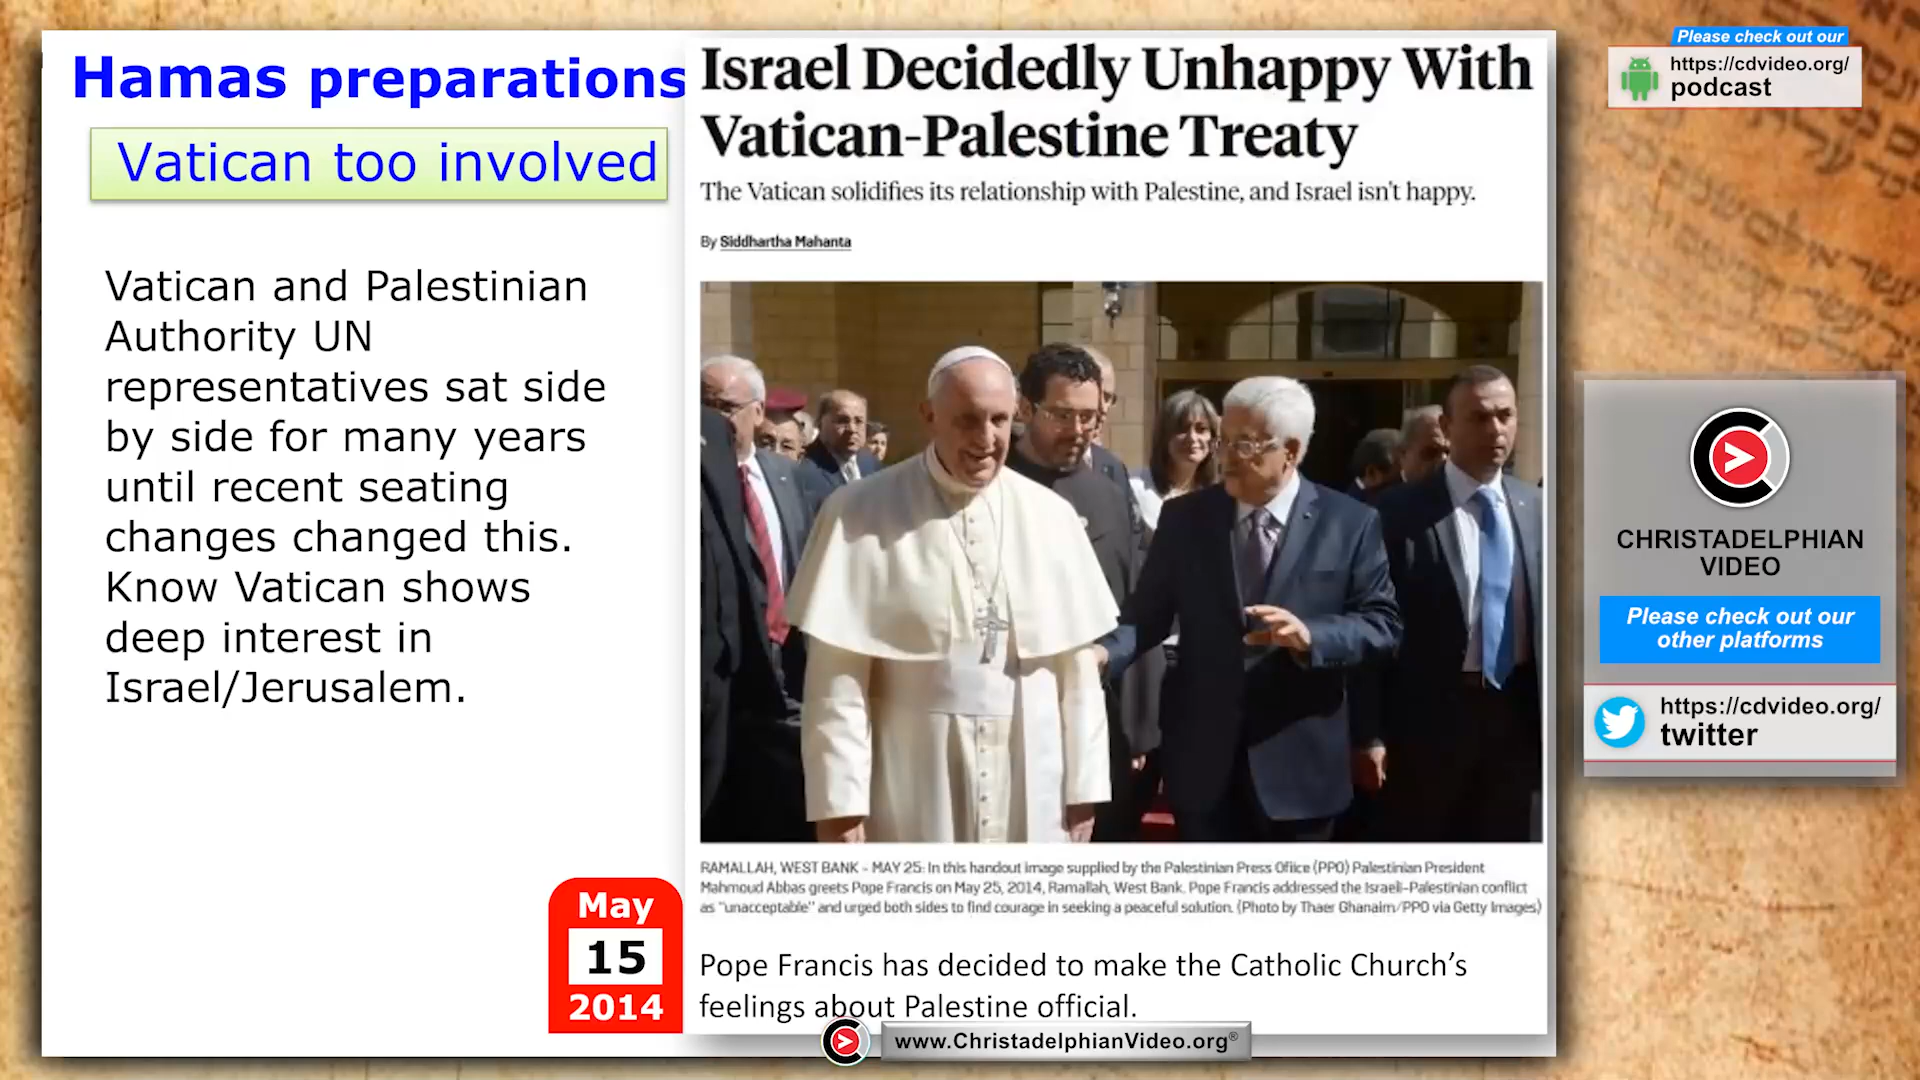 Hamas preparations
Vatican too involved
Vatican and Palestinian
Authority UN
representatives sat side
by side for many years
until recent seating
changes changed this.
Know Vatican shows
deep interest in
Israel/Jerusalem.
May
15
2014
Israel Decidedly Unhappy With
Vatican-Palestine Treaty
The Vatican solidifies its relationship with Palestine, and Israel isn't happy.
By Siddhartha Mahanta
RAMALLAH, WEST BANK - MAY 25: In this handout image supplied by the Palestinian Press Office (PPO) Palestinian President
Mahmoud Abbas greets Pope Francis on May 25, 2014, Ramallah, West Bank. Pope Francis addressed the Israeli-Palestinian conflict
as "unacceptable" and urged both sides to find courage in seeking a peaceful solution. (Photo by Thaer Ghanaim/PPO via Getty Images)
Pope Francis has decided to make the Catholic Church's
feelings about Palestine official.
www.ChristadelphianVideo.org®
Please check out our
https://cdvideo.org/
podcast
CHRISTADELPHIAN
VIDEO
Please check out our
other platforms
https://cdvideo.org/
twitter